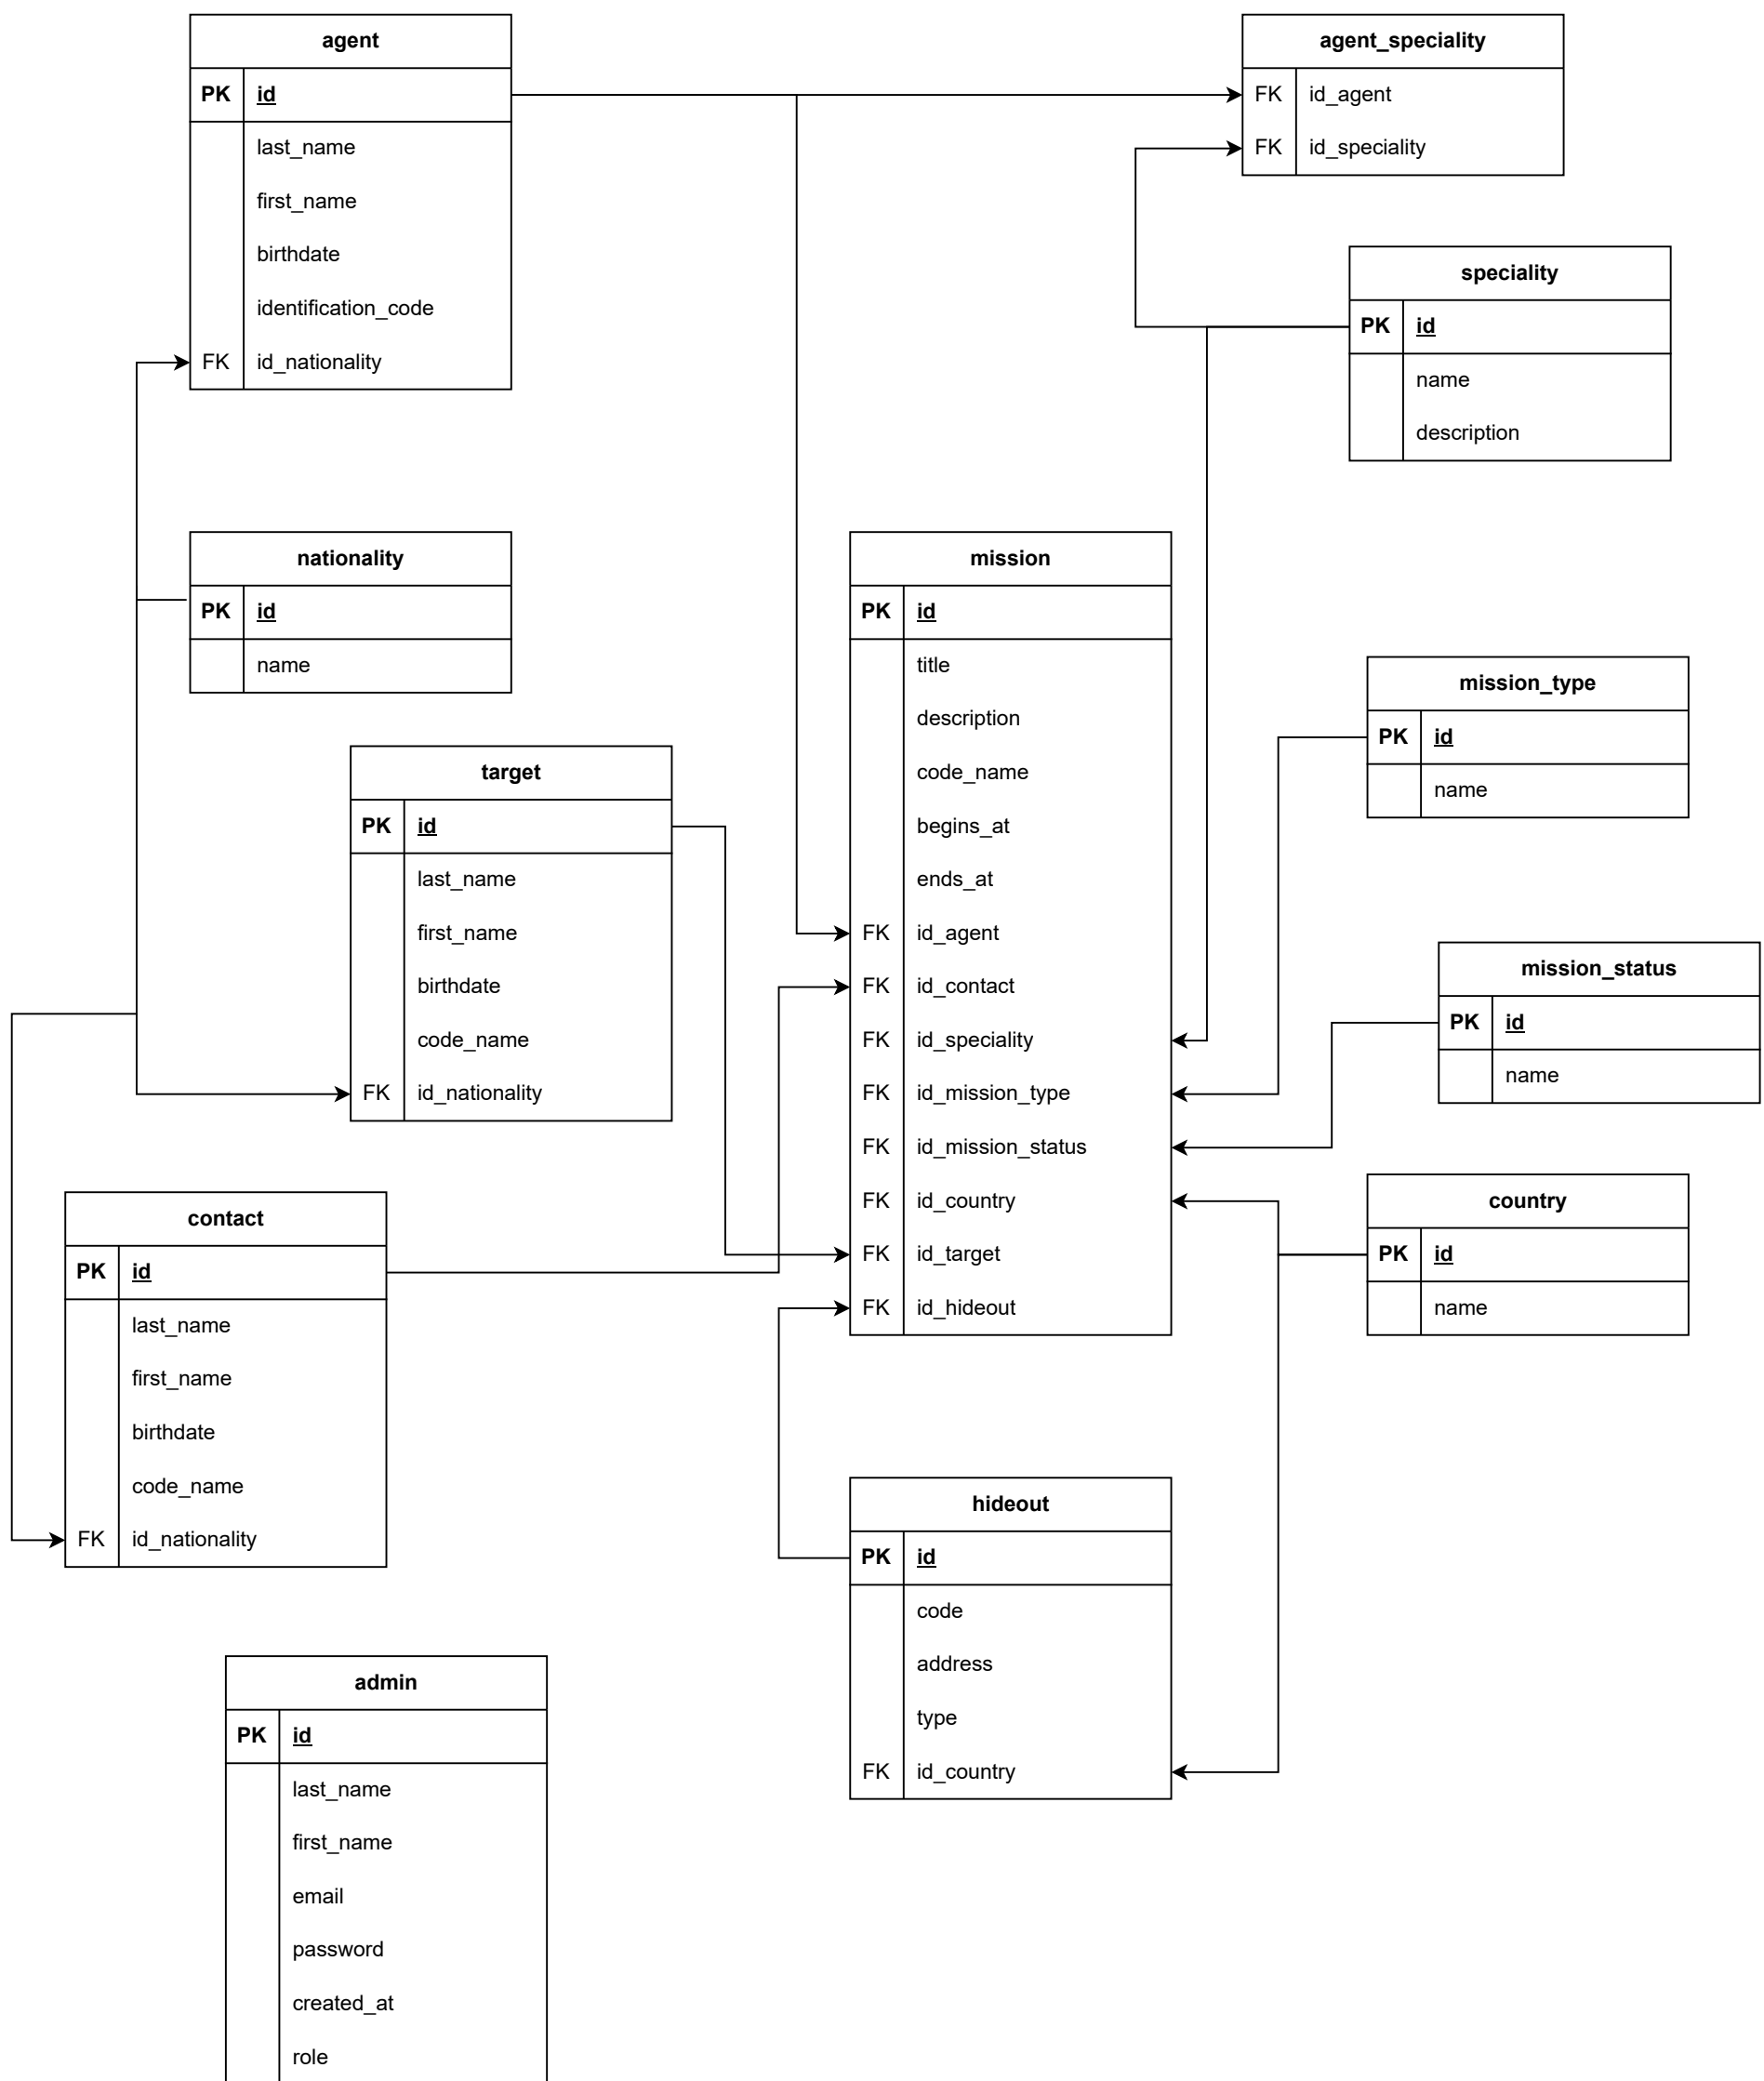 agent
PK id
last_name
first_name
birthdate
identification_code
FK id_nationality
agent_speciality
FK id_agent
FK id_speciality
speciality
PK id
name
description
nationality
PK id
name
mission
PK id
title
description
code_name
begins_at
ends_at
FK id_agent
FK id_contact
FK id_speciality
FK id_mission_type
FK id_mission_status
FK id_country
FK id_target
FK id_hideout
mission_type
PK id
name
target
PK id
last_name
first_name
birthdate
code_name
FK id_nationality
mission_status
PK id
name
contact
PK id
last_name
first_name
birthdate
code_name
FK id_nationality
country
PK id
name
hideout
PK id
code
address
type
FK id_country
admin
PK id
last_name
first_name
email
password
created_at
role